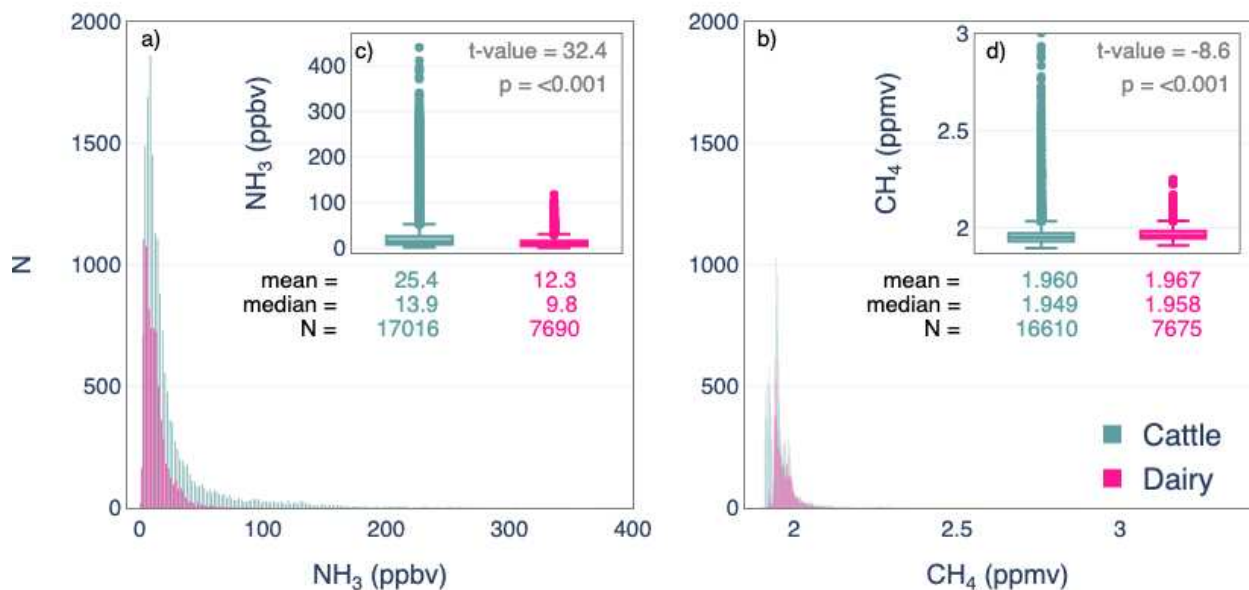 2000
1500
1000
500
0
N
a)
c)
t-value = 32.4
p = <0.001
NH3 (ppbv)
400
300
200
100
0
mean = 25.4 12.3
median = 13.9 9.8
N = 17016 7690
0 100 200 300 400
NH3 (ppbv)
2000
1500
1000
500
0
b)
d)
t-value = -8.6
p = <0.001
CH4 (ppmv)
3
2.5
2
mean = 1.960 1.967
median = 1.949 1.958
N = 16610 7675
Cattle
Dairy
2 2.5 3
CH4 (ppmv)